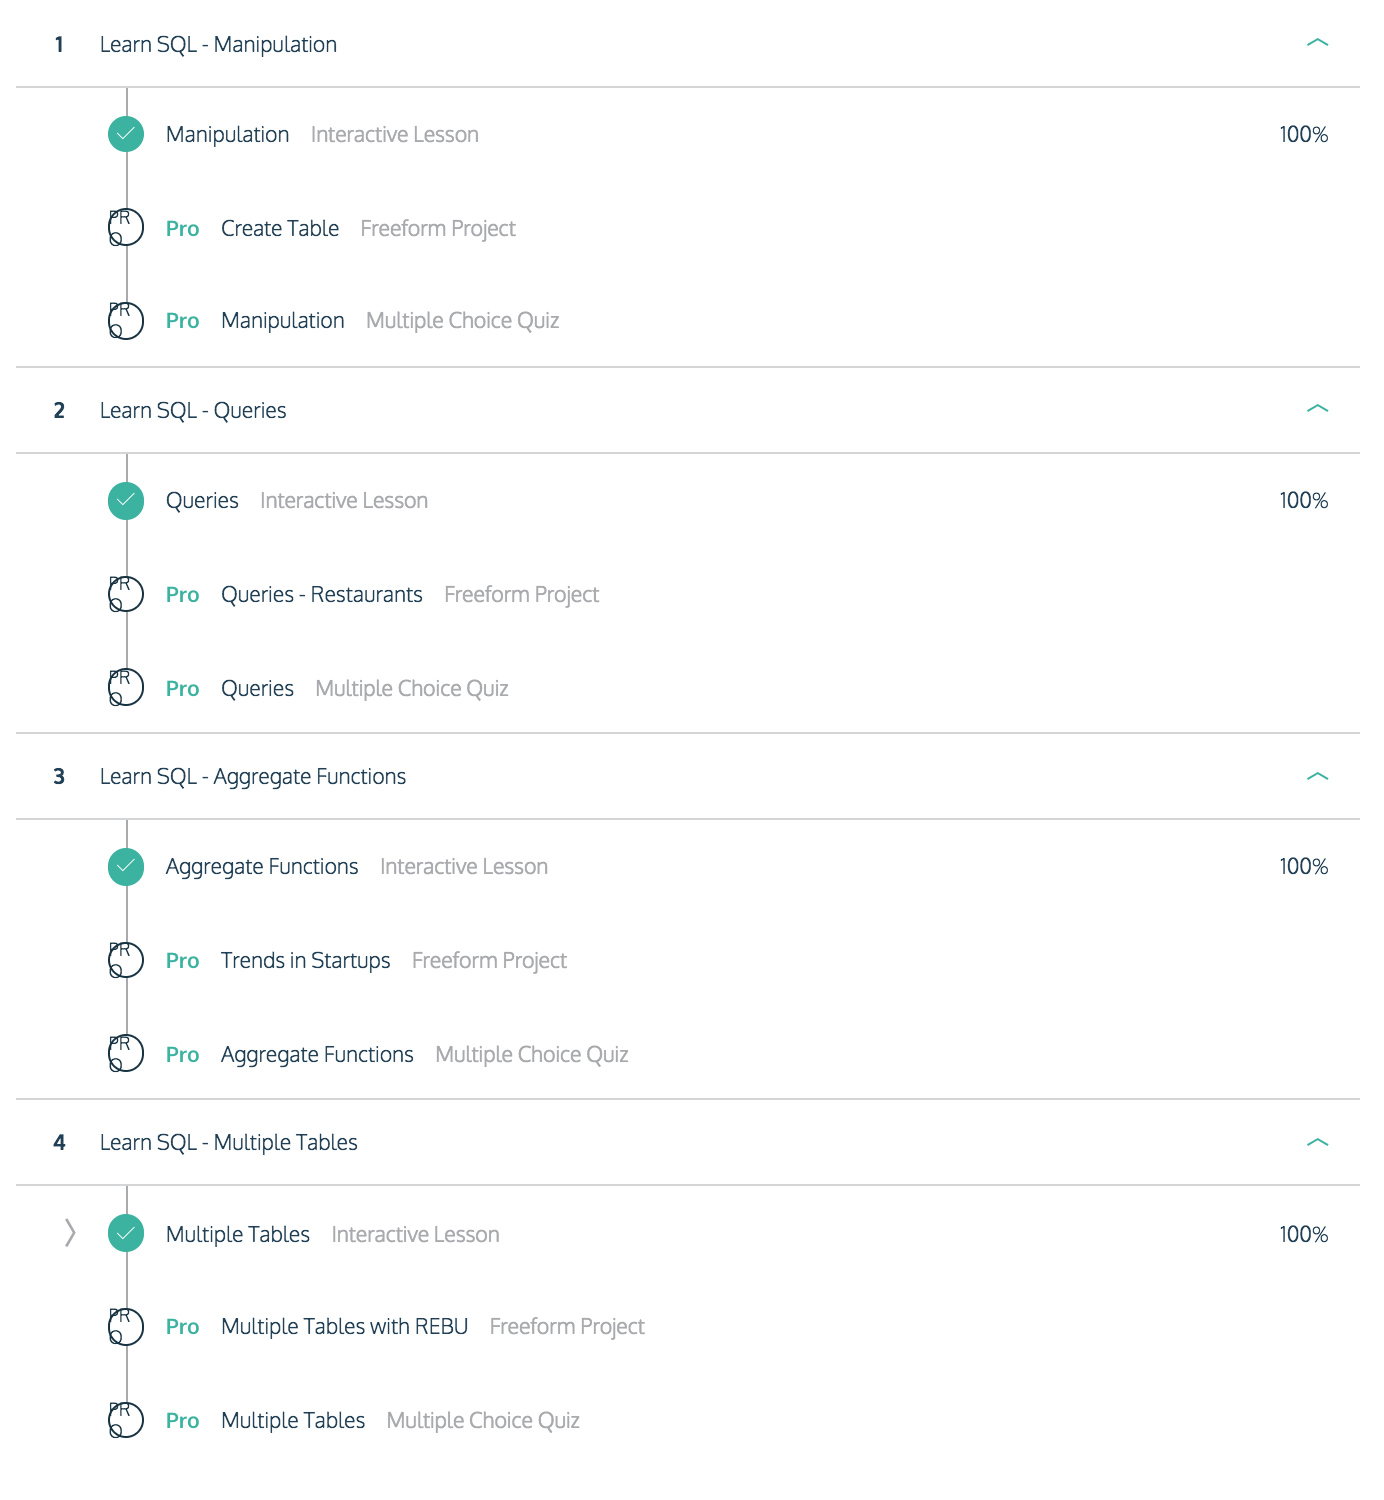 1 Learn SQL - Manipulation
Manipulation Interactive Lesson 100%
PRO Pro Create Table Freeform Project
PRO Pro Manipulation Multiple Choice Quiz
2 Learn SQL - Queries
Queries Interactive Lesson 100%
PRO Pro Queries - Restaurants Freeform Project
PRO Pro Queries Multiple Choice Quiz
3 Learn SQL - Aggregate Functions
Aggregate Functions Interactive Lesson 100%
PRO Pro Trends in Startups Freeform Project
PRO Pro Aggregate Functions Multiple Choice Quiz
4 Learn SQL - Multiple Tables
Multiple Tables Interactive Lesson 100%
PRO Pro Multiple Tables with REBU Freeform Project
PRO Pro Multiple Tables Multiple Choice Quiz